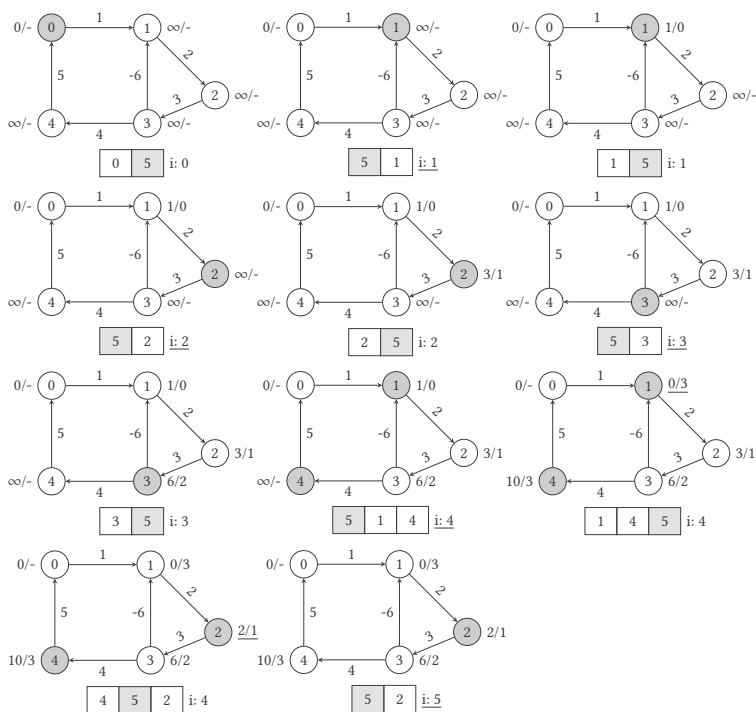 1
0/- 0 1 ∞/-
2
5 -6 2 ∞/-
3
∞/- 4 3 ∞/-
4
0 5 i: 0
1
0/- 0 1 ∞/-
2
5 -6 2 ∞/-
3
∞/- 4 3 ∞/-
4
5 1 i: 1
1
0/- 0 1 1/0
2
5 -6 2 ∞/-
3
∞/- 4 3 ∞/-
4
1 5 i: 1
1
0/- 0 1 1/0
2
5 -6 2 ∞/-
3
∞/- 4 3 ∞/-
4
5 2 i: 2
1
0/- 0 1 1/0
2
5 -6 2 3/1
3
∞/- 4 3 ∞/-
4
2 5 i: 2
1
0/- 0 1 1/0
2
5 -6 2 3/1
3
∞/- 4 3 ∞/-
4
5 3 i: 3
1
0/- 0 1 1/0
2
5 -6 2 3/1
3
∞/- 4 3 6/2
4
3 5 i: 3
1
0/- 0 1 1/0
2
5 -6 2 3/1
3
∞/- 4 3 6/2
4
5 1 4 i: 4
1
0/- 0 1 0/3
2
5 -6 2 3/1
3
10/3 4 3 6/2
4
1 4 5 i: 4
1
0/- 0 1 0/3
2
5 -6 2 2/1
3
10/3 4 3 6/2
4
4 5 2 i: 4
1
0/- 0 1 0/3
2
5 -6 2 2/1
3
10/3 4 3 6/2
4
5 2 i: 5